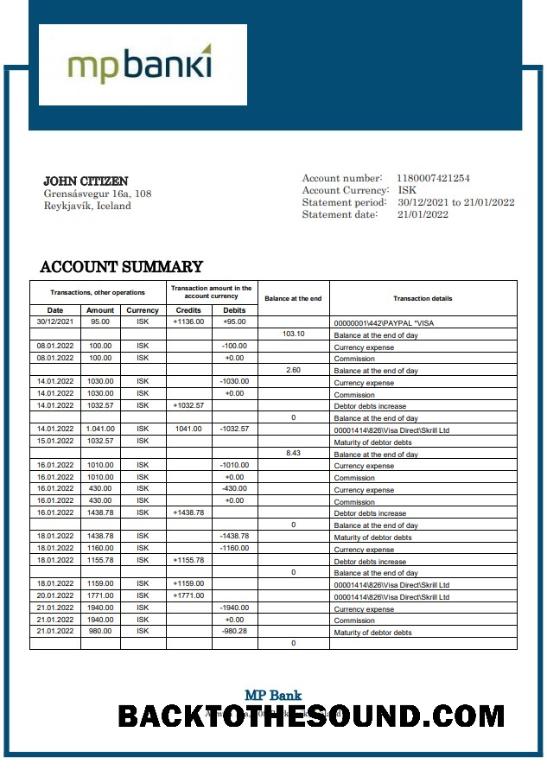 mpbanki
JOHN CITIZEN
Grensásvegur 16a, 108
Reykjavík, Iceland
Account number: 1180007421254
Account Currency: ISK
Statement period: 30/12/2021 to 21/01/2022
Statement date: 21/01/2022
ACCOUNT SUMMARY
Transactions, other operations Transaction amount in the account currency Balance at the end Transaction details
Date Amount Currency Credits Debits
30/12/2021 95.00 ISK +1136.00 +95.00 00000001\442\PAYPAL "VISA
103.10 Balance at the end of day
08.01.2022 100.00 ISK -100.00 Currency expense
08.01.2022 100.00 ISK +0.00 Commission
2.60 Balance at the end of day
14.01.2022 1030.00 ISK -1030.00 Currency expense
14.01.2022 1030.00 ISK +0.00 Commission
14.01.2022 1032.57 ISK +1032.57 Debtor debts increase
0 Balance at the end of day
14.01.2022 1.041.00 ISK 1041.00 -1032.57 00001414\826\Visa Direct\Skrill Ltd
15.01.2022 1032.57 ISK Maturity of debtor debts
8.43 Balance at the end of day
16.01.2022 1010.00 ISK -1010.00 Currency expense
16.01.2022 1010.00 ISK +0.00 Commission
16.01.2022 430.00 ISK -430.00 Currency expense
16.01.2022 430.00 ISK +0.00 Commission
16.01.2022 1438.78 ISK +1438.78 Debtor debts increase
0 Balance at the end of day
18.01.2022 1438.78 ISK -1438.78 Maturity of debtor debts
18.01.2022 1160.00 ISK -1160.00 Currency expense
18.01.2022 1155.78 ISK +1155.78 Debtor debts increase
0 Balance at the end of day
18.01.2022 1159.00 ISK +1159.00 00001414\826\Visa Direct\Skrill Ltd
20.01.2022 1771.00 ISK +1771.00 00001414\826\Visa Direct\Skrill Ltd
21.01.2022 1940.00 ISK -1940.00 Currency expense
21.01.2022 1940.00 ISK +0.00 Commission
21.01.2022 980.00 ISK -980.28 Maturity of debtor debts
0
MP Bank
BACKTOTHESOUND.COM